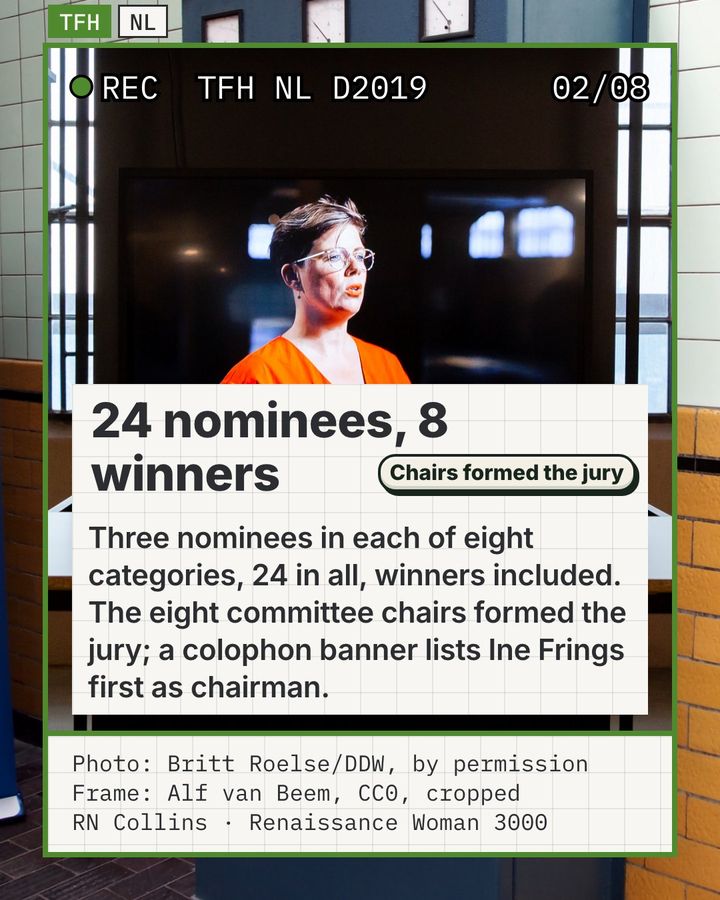 TFH NL
REC TFH NL D2019 02/08
24 nominees, 8
winners
Chairs formed the jury
Three nominees in each of eight
categories, 24 in all, winners included.
The eight committee chairs formed the
jury; a colophon banner lists Ine Frings
first as chairman.
Photo: Britt Roelse/DDW, by permission
Frame: Alf van Beem, CC0, cropped
RN Collins · Renaissance Woman 3000